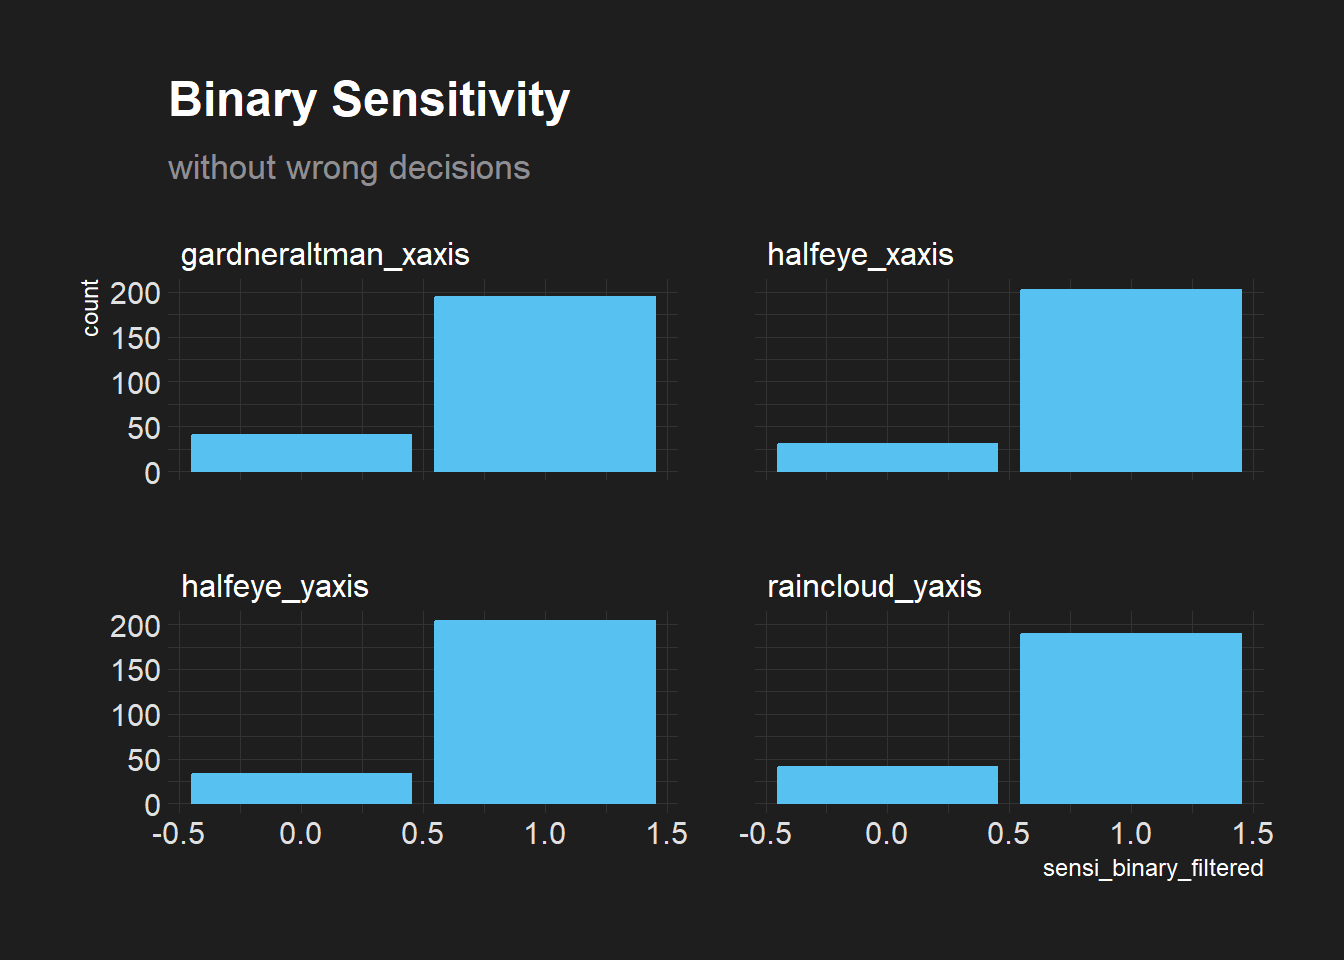 Binary Sensitivity
without wrong decisions
gardneraltman_xaxis
halfeye_xaxis
count
200
150
100
50
0
halfeye_yaxis
raincloud_yaxis
200
150
100
50
0
-0.5 0.0 0.5 1.0 1.5
-0.5 0.0 0.5 1.0 1.5
sensi_binary_filtered